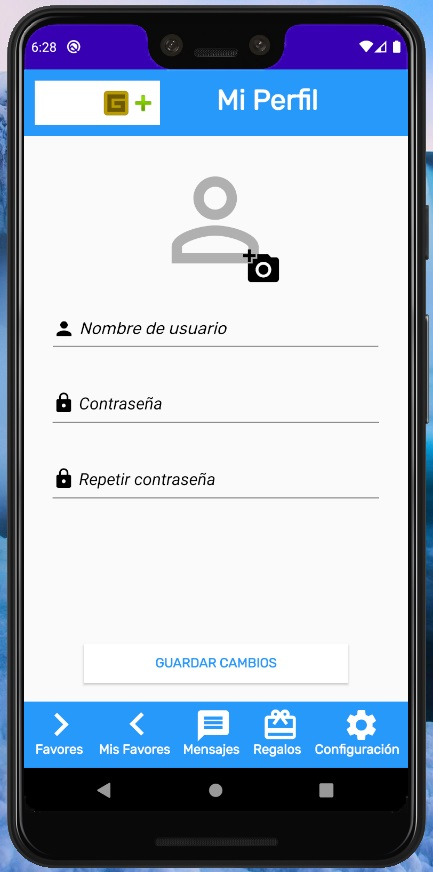 6:28
G +
Mi Perfil
Nombre de usuario
Contraseña
Repetir contraseña
GUARDAR CAMBIOS
Favores Mis Favores Mensajes Regalos Configuración